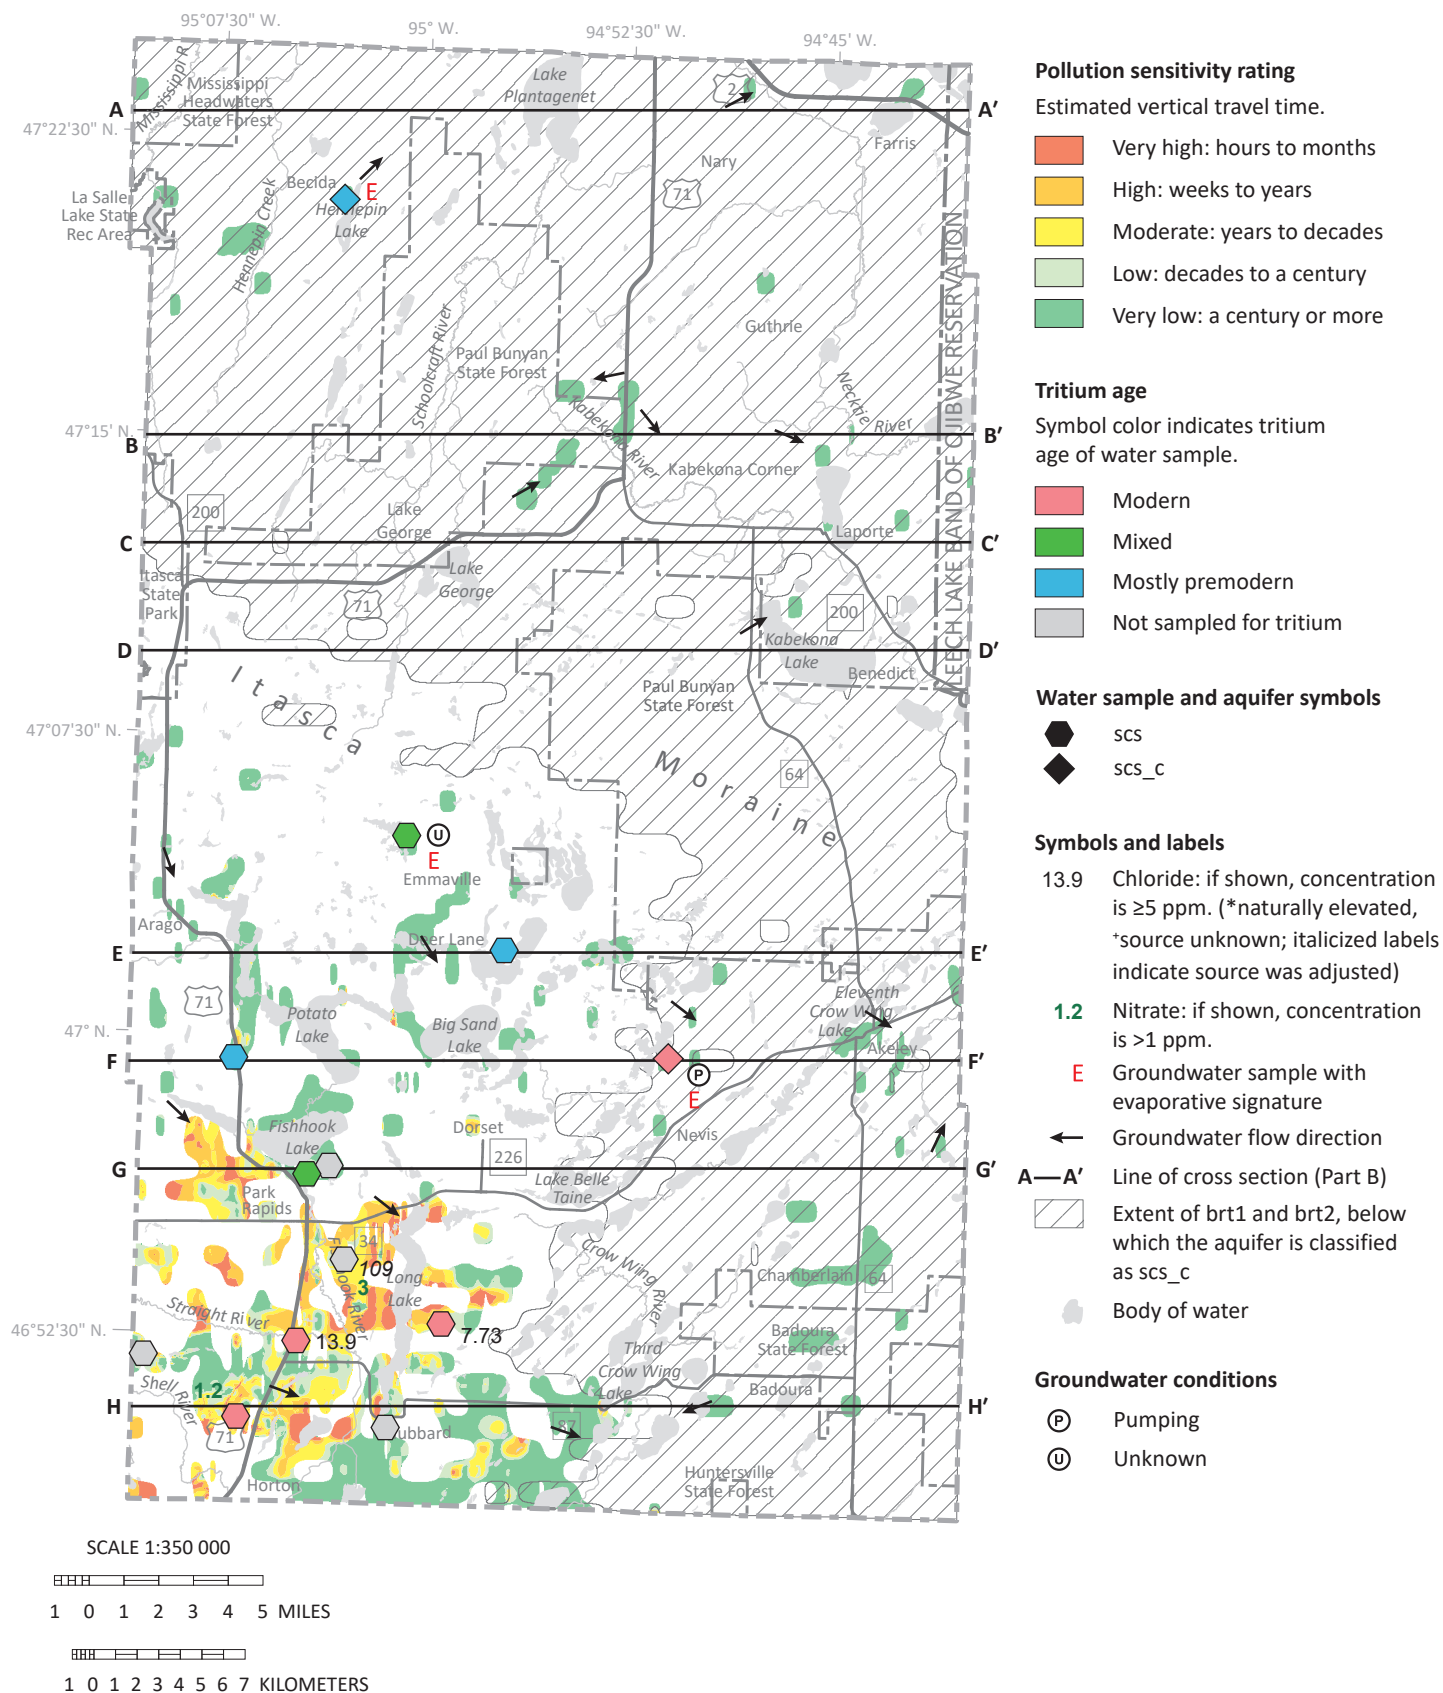 95°07'30" W.
95° W.
94°52'30" W.
94°45' W.
Mississippi R
Mississippi
Headwaters
State Forest
Lake
Plantagenet
2
A
A′
47°22'30" N.
Farris
Nary
71
Becida
E
Hennepin
Lake
La Salle
Lake State
Rec Area
Hennepin Creek
Schoolcraft River
Guthrie
Paul Bunyan
State Forest
Necktie River
LEECH LAKE BAND OF OJIBWE RESERVATION
47°15' N.
B
B′
Kabekona River
Kabekona Corner
200
Lake
George
Laporte
C
C′
Itasca
State
Park
Lake
George
71
200
Kabekona
Lake
D
D′
Benedict
Paul Bunyan
State Forest
47°07'30" N.
Itasca
Moraine
64
U
E
Emmaville
Arago
Deer Lane
E
E′
71
Potato
Lake
Big Sand
Lake
Eleventh
Crow Wing
Lake
47° N.
F
F′
Akeley
P
E
Fishhook
Lake
Dorset
Nevis
226
G
G′
Park
Rapids
Lake Belle
Taine
34
Fishhook River
109
3
Long
Lake
Crow Wing River
Chamberlain
64
Straight River
46°52'30" N.
13.9
7.73
Badoura
State Forest
Third
Crow Wing
Lake
Shell River
1.2
Badoura
H
H′
71
Hubbard
87
Horton
Huntersville
State Forest
SCALE 1:350 000
1 0 1 2 3 4 5 MILES
1 0 1 2 3 4 5 6 7 KILOMETERS
Pollution sensitivity rating
Estimated vertical travel time.
Very high: hours to months
High: weeks to years
Moderate: years to decades
Low: decades to a century
Very low: a century or more
Tritium age
Symbol color indicates tritium
age of water sample.
Modern
Mixed
Mostly premodern
Not sampled for tritium
Water sample and aquifer symbols
scs
scs_c
Symbols and labels
13.9 Chloride: if shown, concentration
is ≥5 ppm. (*naturally elevated,
+source unknown; italicized labels
indicate source was adjusted)
1.2 Nitrate: if shown, concentration
is >1 ppm.
E Groundwater sample with
evaporative signature
Groundwater flow direction
A—A′ Line of cross section (Part B)
Extent of brt1 and brt2, below
which the aquifer is classified
as scs_c
Body of water
Groundwater conditions
P Pumping
U Unknown